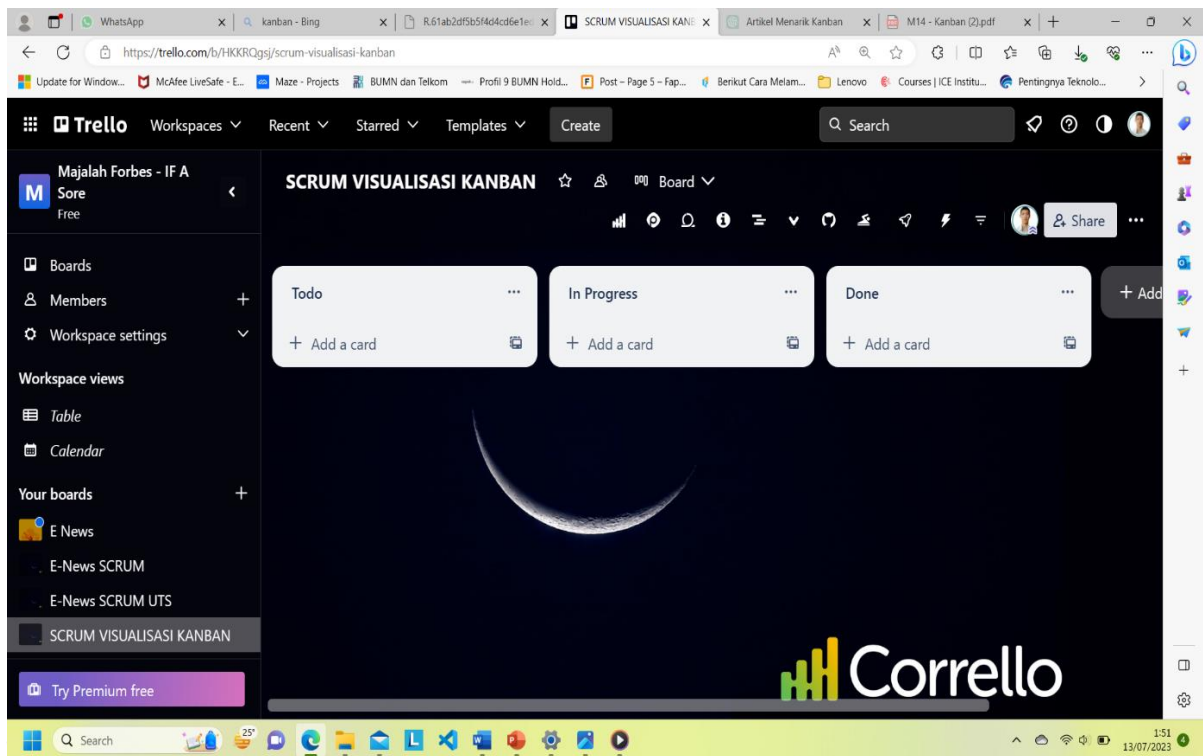 WhatsApp
kanban - Bing
R.61ab2df5b5f4d4cd6e1ed
SCRUM VISUALISASI KANB
Artikel Menarik Kanban
M14 - Kanban (2).pdf
https://trello.com/b/HKKRQgsj/scrum-visualisasi-kanban
Update for Window...
McAfee LiveSafe - E...
Maze - Projects
BUMN dan Telkom
Profil 9 BUMN Hold...
Post – Page 5 – Fap...
Berikut Cara Melam...
Lenovo
Courses | ICE Institu...
Pentingnya Teknolo...
Trello
Workspaces
Recent
Starred
Templates
Create
Search
M
Majalah Forbes - IF A
Sore
Free
Boards
Members
Workspace settings
Workspace views
Table
Calendar
Your boards
E News
E-News SCRUM
E-News SCRUM UTS
SCRUM VISUALISASI KANBAN
Try Premium free
SCRUM VISUALISASI KANBAN
Board
Share
Todo
+ Add a card
In Progress
+ Add a card
Done
+ Add a card
+ Add
Corrello
Search
25°
1:51
13/07/2023
4